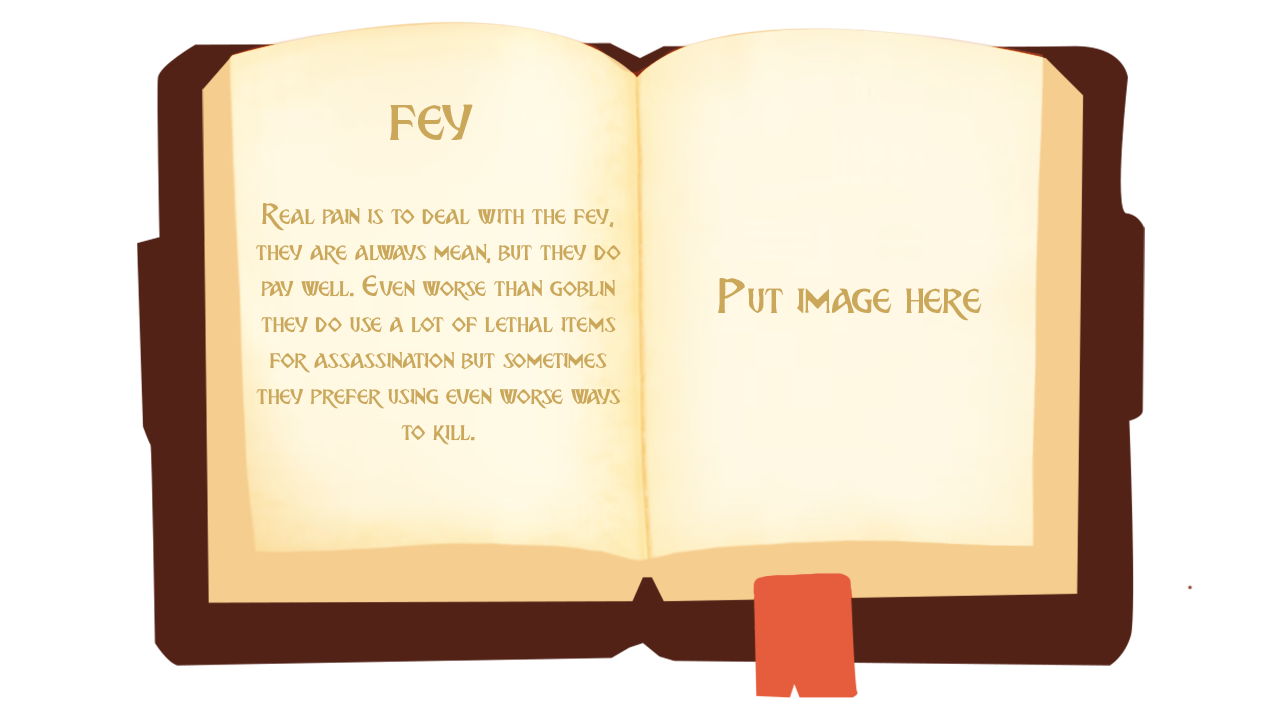 FEY
Real pain is to deal with the fey,
they are always mean, but they do
pay well. Even worse than goblin
they do use a lot of lethal items
for assassination but sometimes
they prefer using even worse ways
to kill.
Put image here